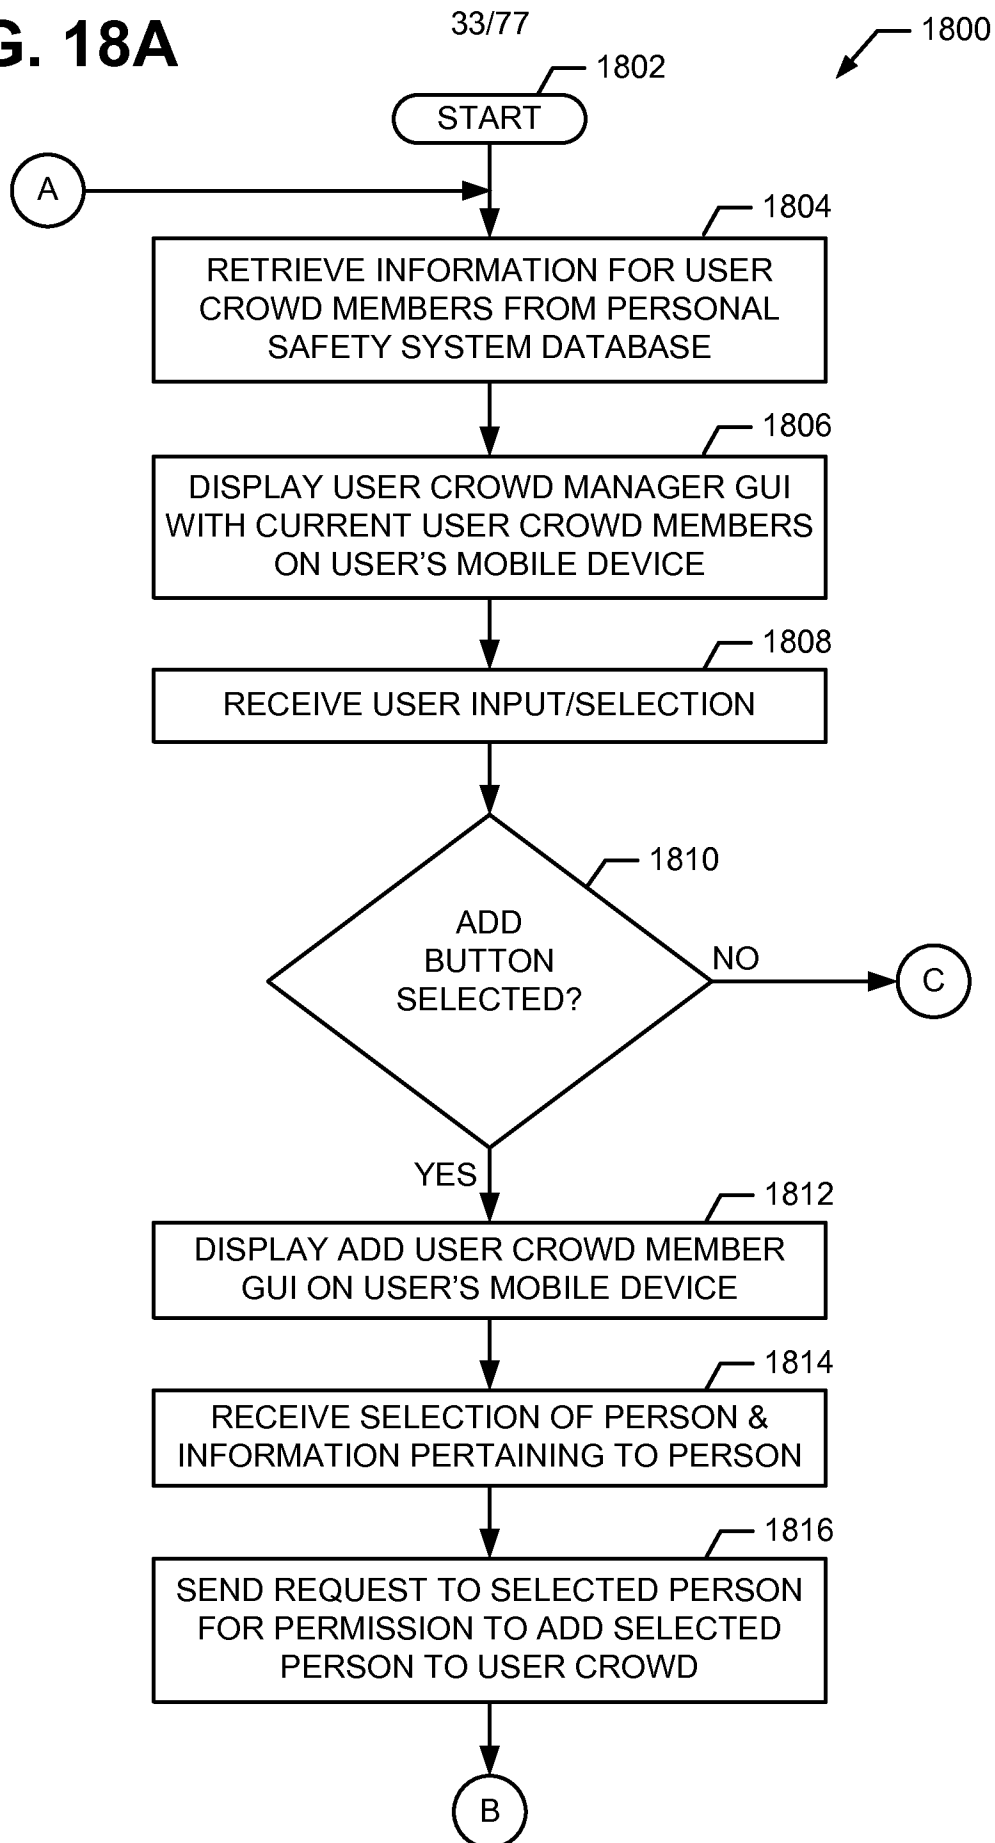 G. 18A
33/77
1800
1802
START
A
1804
RETRIEVE INFORMATION FOR USER
CROWD MEMBERS FROM PERSONAL
SAFETY SYSTEM DATABASE
1806
DISPLAY USER CROWD MANAGER GUI
WITH CURRENT USER CROWD MEMBERS
ON USER'S MOBILE DEVICE
1808
RECEIVE USER INPUT/SELECTION
1810
ADD
BUTTON
SELECTED?
NO
C
YES
1812
DISPLAY ADD USER CROWD MEMBER
GUI ON USER'S MOBILE DEVICE
1814
RECEIVE SELECTION OF PERSON &
INFORMATION PERTAINING TO PERSON
1816
SEND REQUEST TO SELECTED PERSON
FOR PERMISSION TO ADD SELECTED
PERSON TO USER CROWD
B